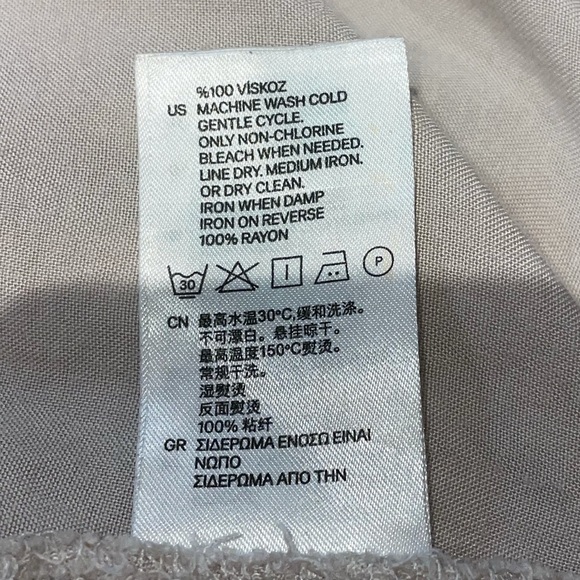 %100 VİSKOZ
US MACHINE WASH COLD
GENTLE CYCLE.
ONLY NON-CHLORINE
BLEACH WHEN NEEDED.
LINE DRY. MEDIUM IRON.
OR DRY CLEAN.
IRON WHEN DAMP
IRON ON REVERSE
100% RAYON
30 P
CN 最高水温30°C,缓和洗涤。
不可漂白。悬挂晾干。
最高温度150°C熨烫。
常规干洗。
湿熨烫
反面熨烫
100% 粘纤
GR ΣΙΔΕΡΩΜΑ ΕΝΟΣΩ ΕΙΝΑΙ
ΝΩΠΟ
ΣΙΔΕΡΩΜΑ ΑΠΟ ΤΗΝ